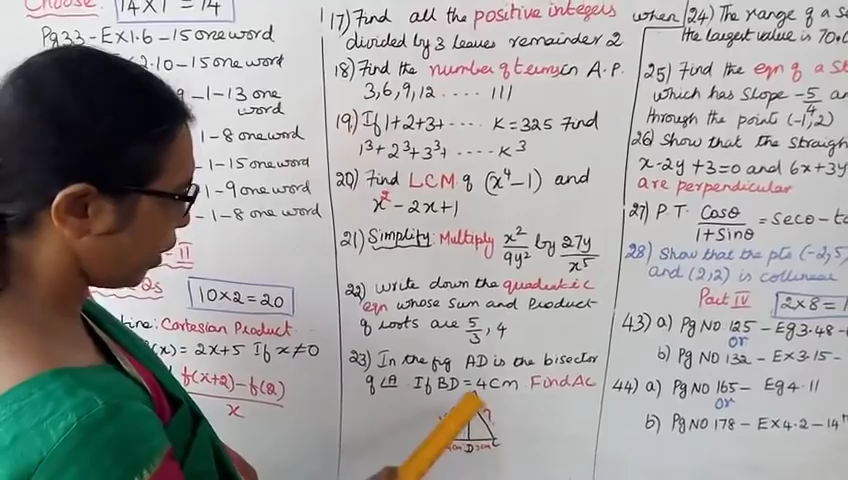 Choose:
14 X 1 = 14
Pg 33 - Ex 1.6 - 15 one word
2.10 - 15 one word
- 1 - 13 one word
1 - 8 one word
1 - 15 one word
- 1 - 9 one word
- 1 - 8 one word
II
10 X 2 = 20
Cartesian Product
(x) = 2x+5 If x ≠ 0
f(x+2) - f(2)
x
17) Find all the positive integers when
divided by 3 leaves remainder 2
18) Find the number of terms in A.P.
3, 6, 9, 12 ..... 111
19) If 1+2+3+ ..... K = 325 Find
1³ + 2³ + 3³ + ..... K³
20) Find LCM of (x⁴-1) and
x² - 2x + 1
21) Simplify: Multiply x²/9y² by 27y/x⁵
22) write down the quadratic
eqn whose sum and Product
of roots are 5/3, 4
23) In the fig AD is the bisector
of ∠A If BD = 4 cm Find AC
D 3cm C
24) The range of a
the largest value is 70.
25) Find the eqn of a
which has slope -5/4
through the point (-1,2)
26) Show that the
x - 2y + 3 = 0 and 6x + 3y
are perpendicular
27) P.T. Cosθ/1+Sinθ = Secθ -
28) Show that the pts (-2,5)
and (2,2) is
Part IV
2 x 8 = 1
43) a) Pg No 125 - Eg 3.48 -
or
b) Pg No 132 - Ex 3.15 -
44) a) Pg No 165 - Eg 4.11
or
b) Pg No 178 - Ex 4.2 - 14